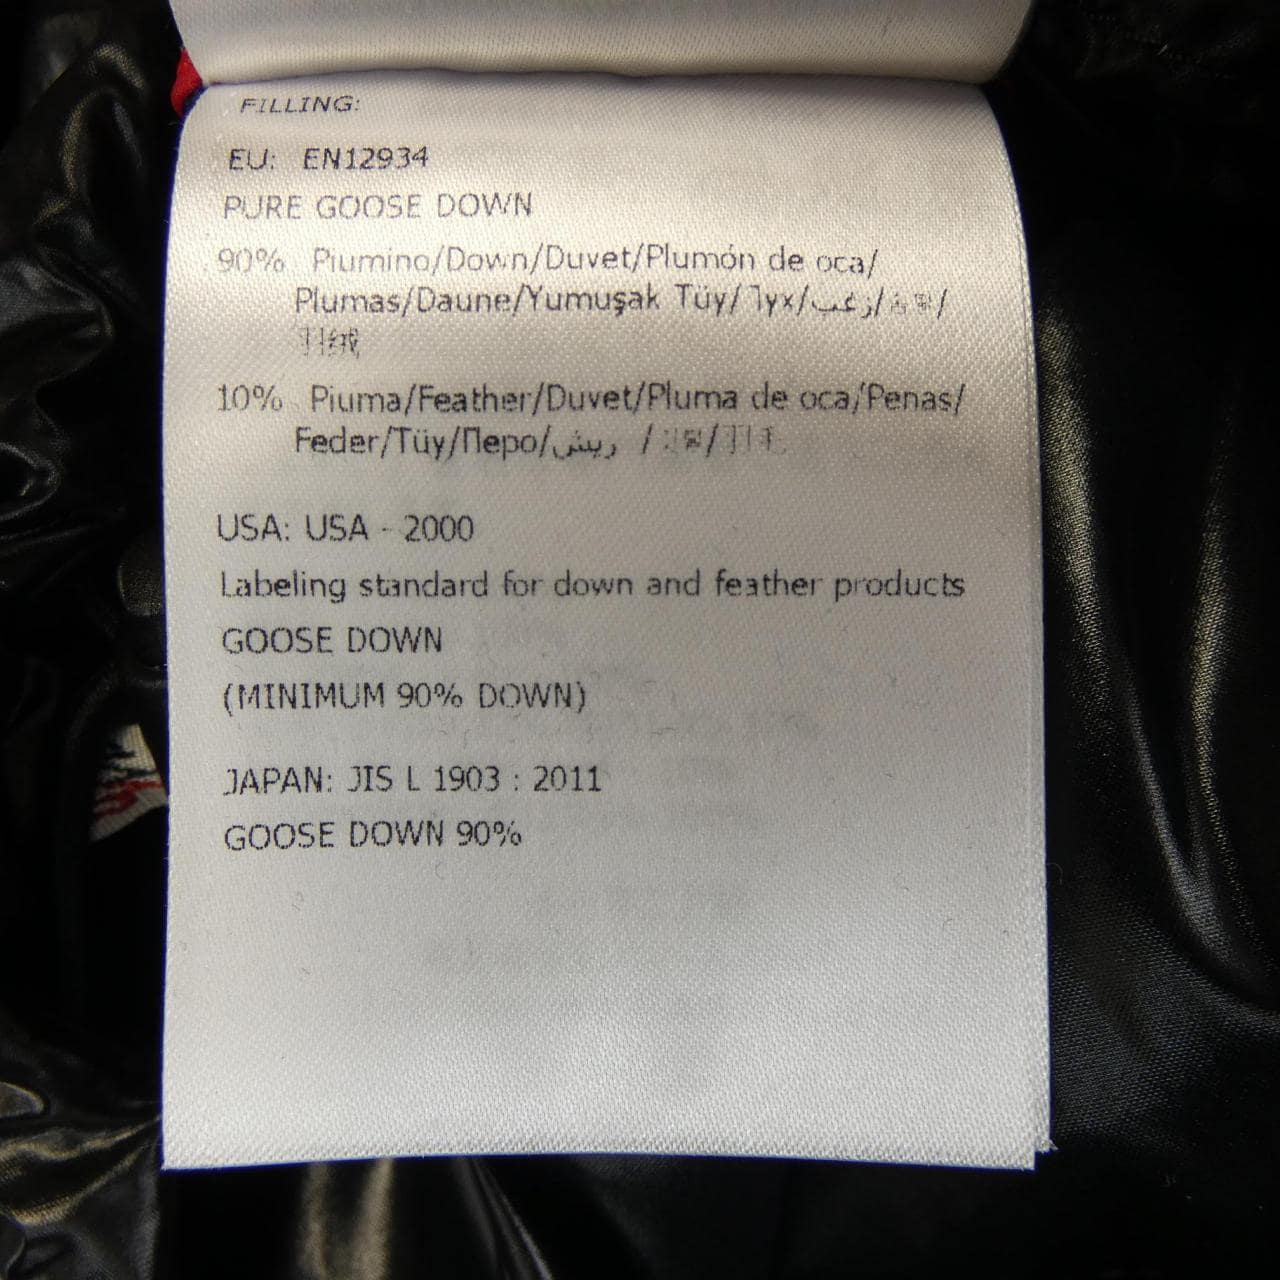 FILLING:
EU: EN12934
PURE GOOSE DOWN
90% Piumino/Down/Duvet/Plumón de oca/
Plumas/Daune/Yumuşak Tüy/Пух/زغب/
10% Piuma/Feather/Duvet/Pluma de oca/Penas/
Feder/Tüy/Перо/ريش /
USA: USA - 2000
Labeling standard for down and feather products
GOOSE DOWN
(MINIMUM 90% DOWN)
JAPAN: JIS L 1903 : 2011
GOOSE DOWN 90%